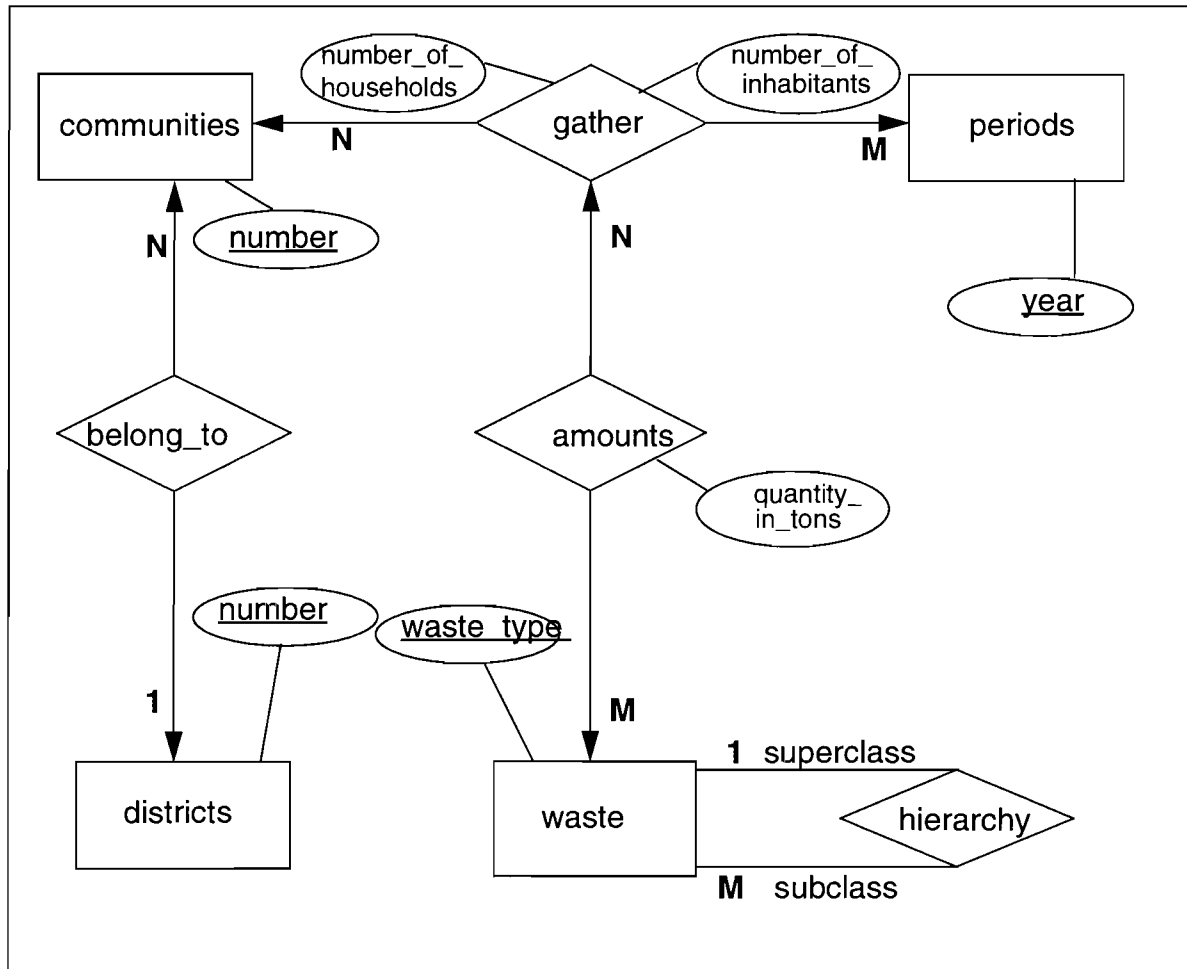 number_of_
households
number_of_
inhabitants
communities
N
gather
M
periods
number
N
N
year
belong_to
amounts
quantity_
in_tons
number
waste_type
1
M
1 superclass
districts
waste
hierarchy
M subclass